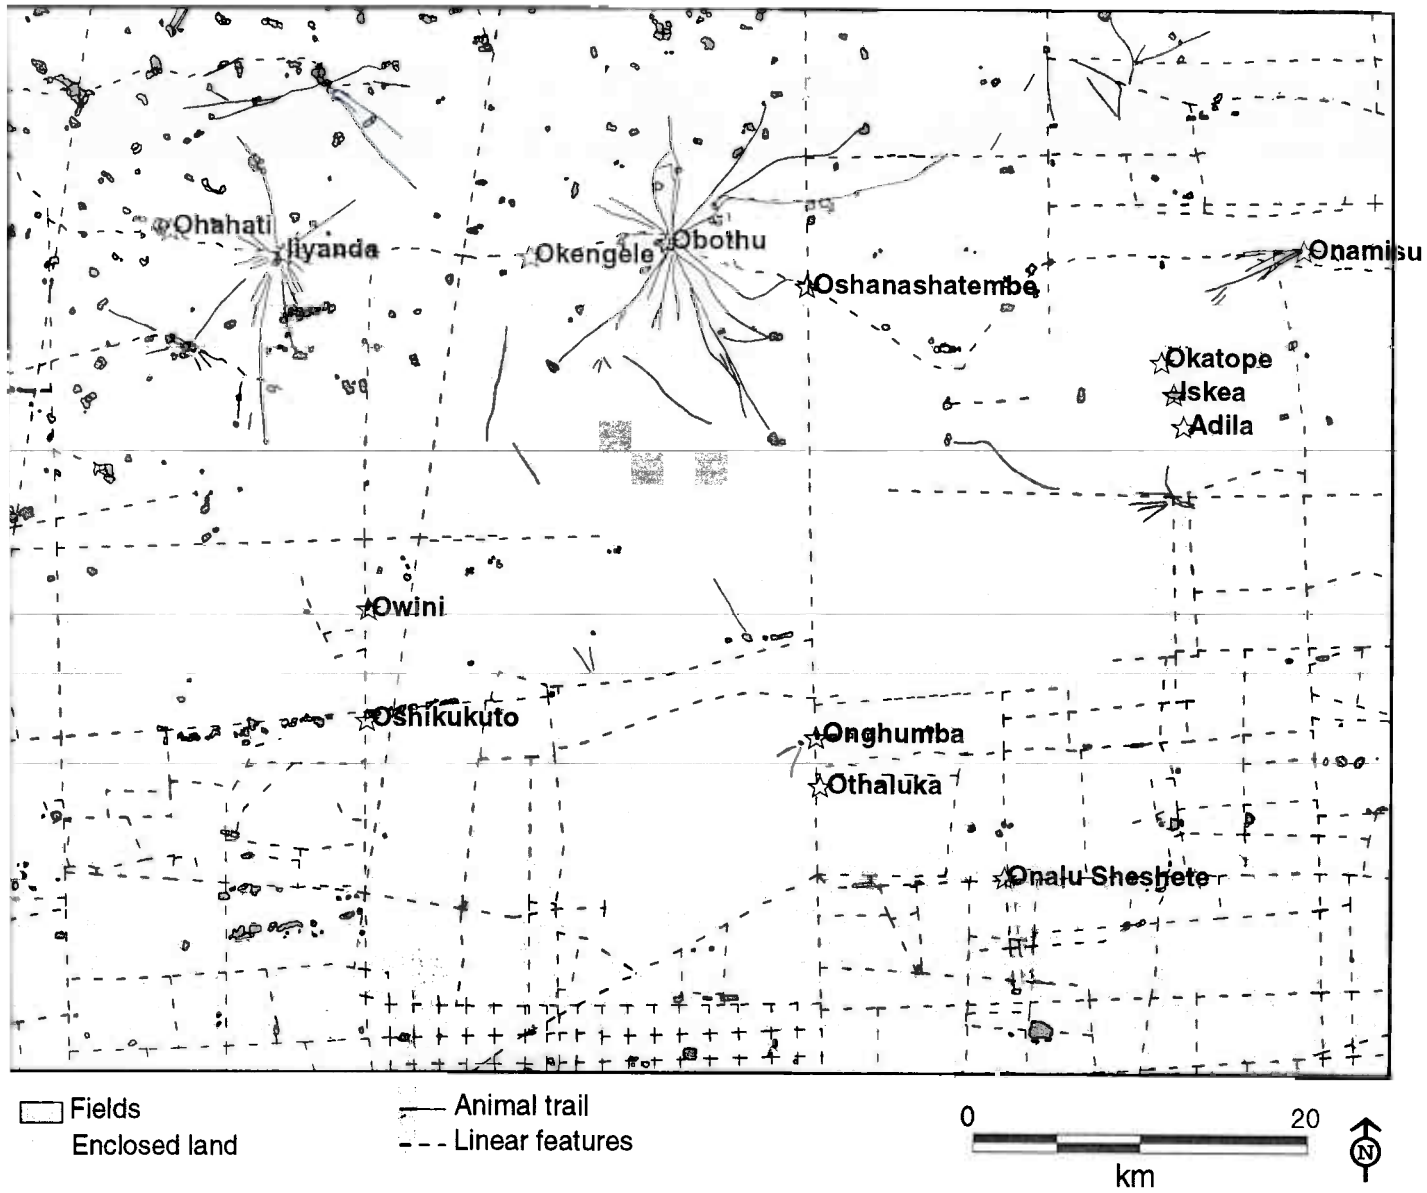 Ohahati
Iiyanda
Okengele
Obothu
Onamisu
Oshanashatembe
Okatope
Iskea
Adila
Owini
Oshikukuto
Onghumba
Othaluka
Onalu Sheshete
Fields
Enclosed land
Animal trail
Linear features
0 20
km
N